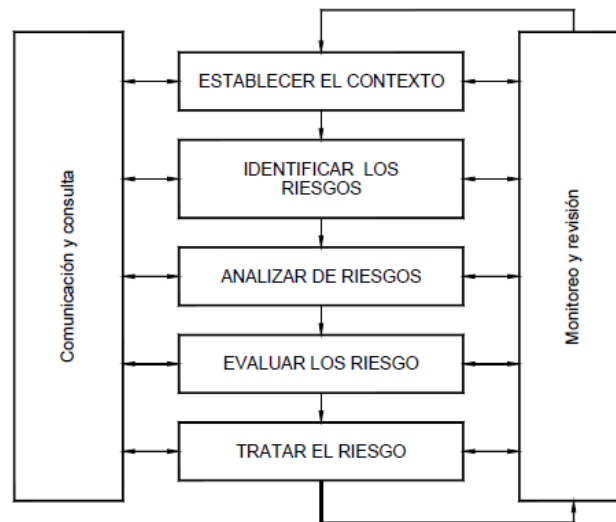 Comunicación y consulta
ESTABLECER EL CONTEXTO
IDENTIFICAR LOS
RIESGOS
ANALIZAR DE RIESGOS
EVALUAR LOS RIESGO
TRATAR EL RIESGO
Monitoreo y revisión